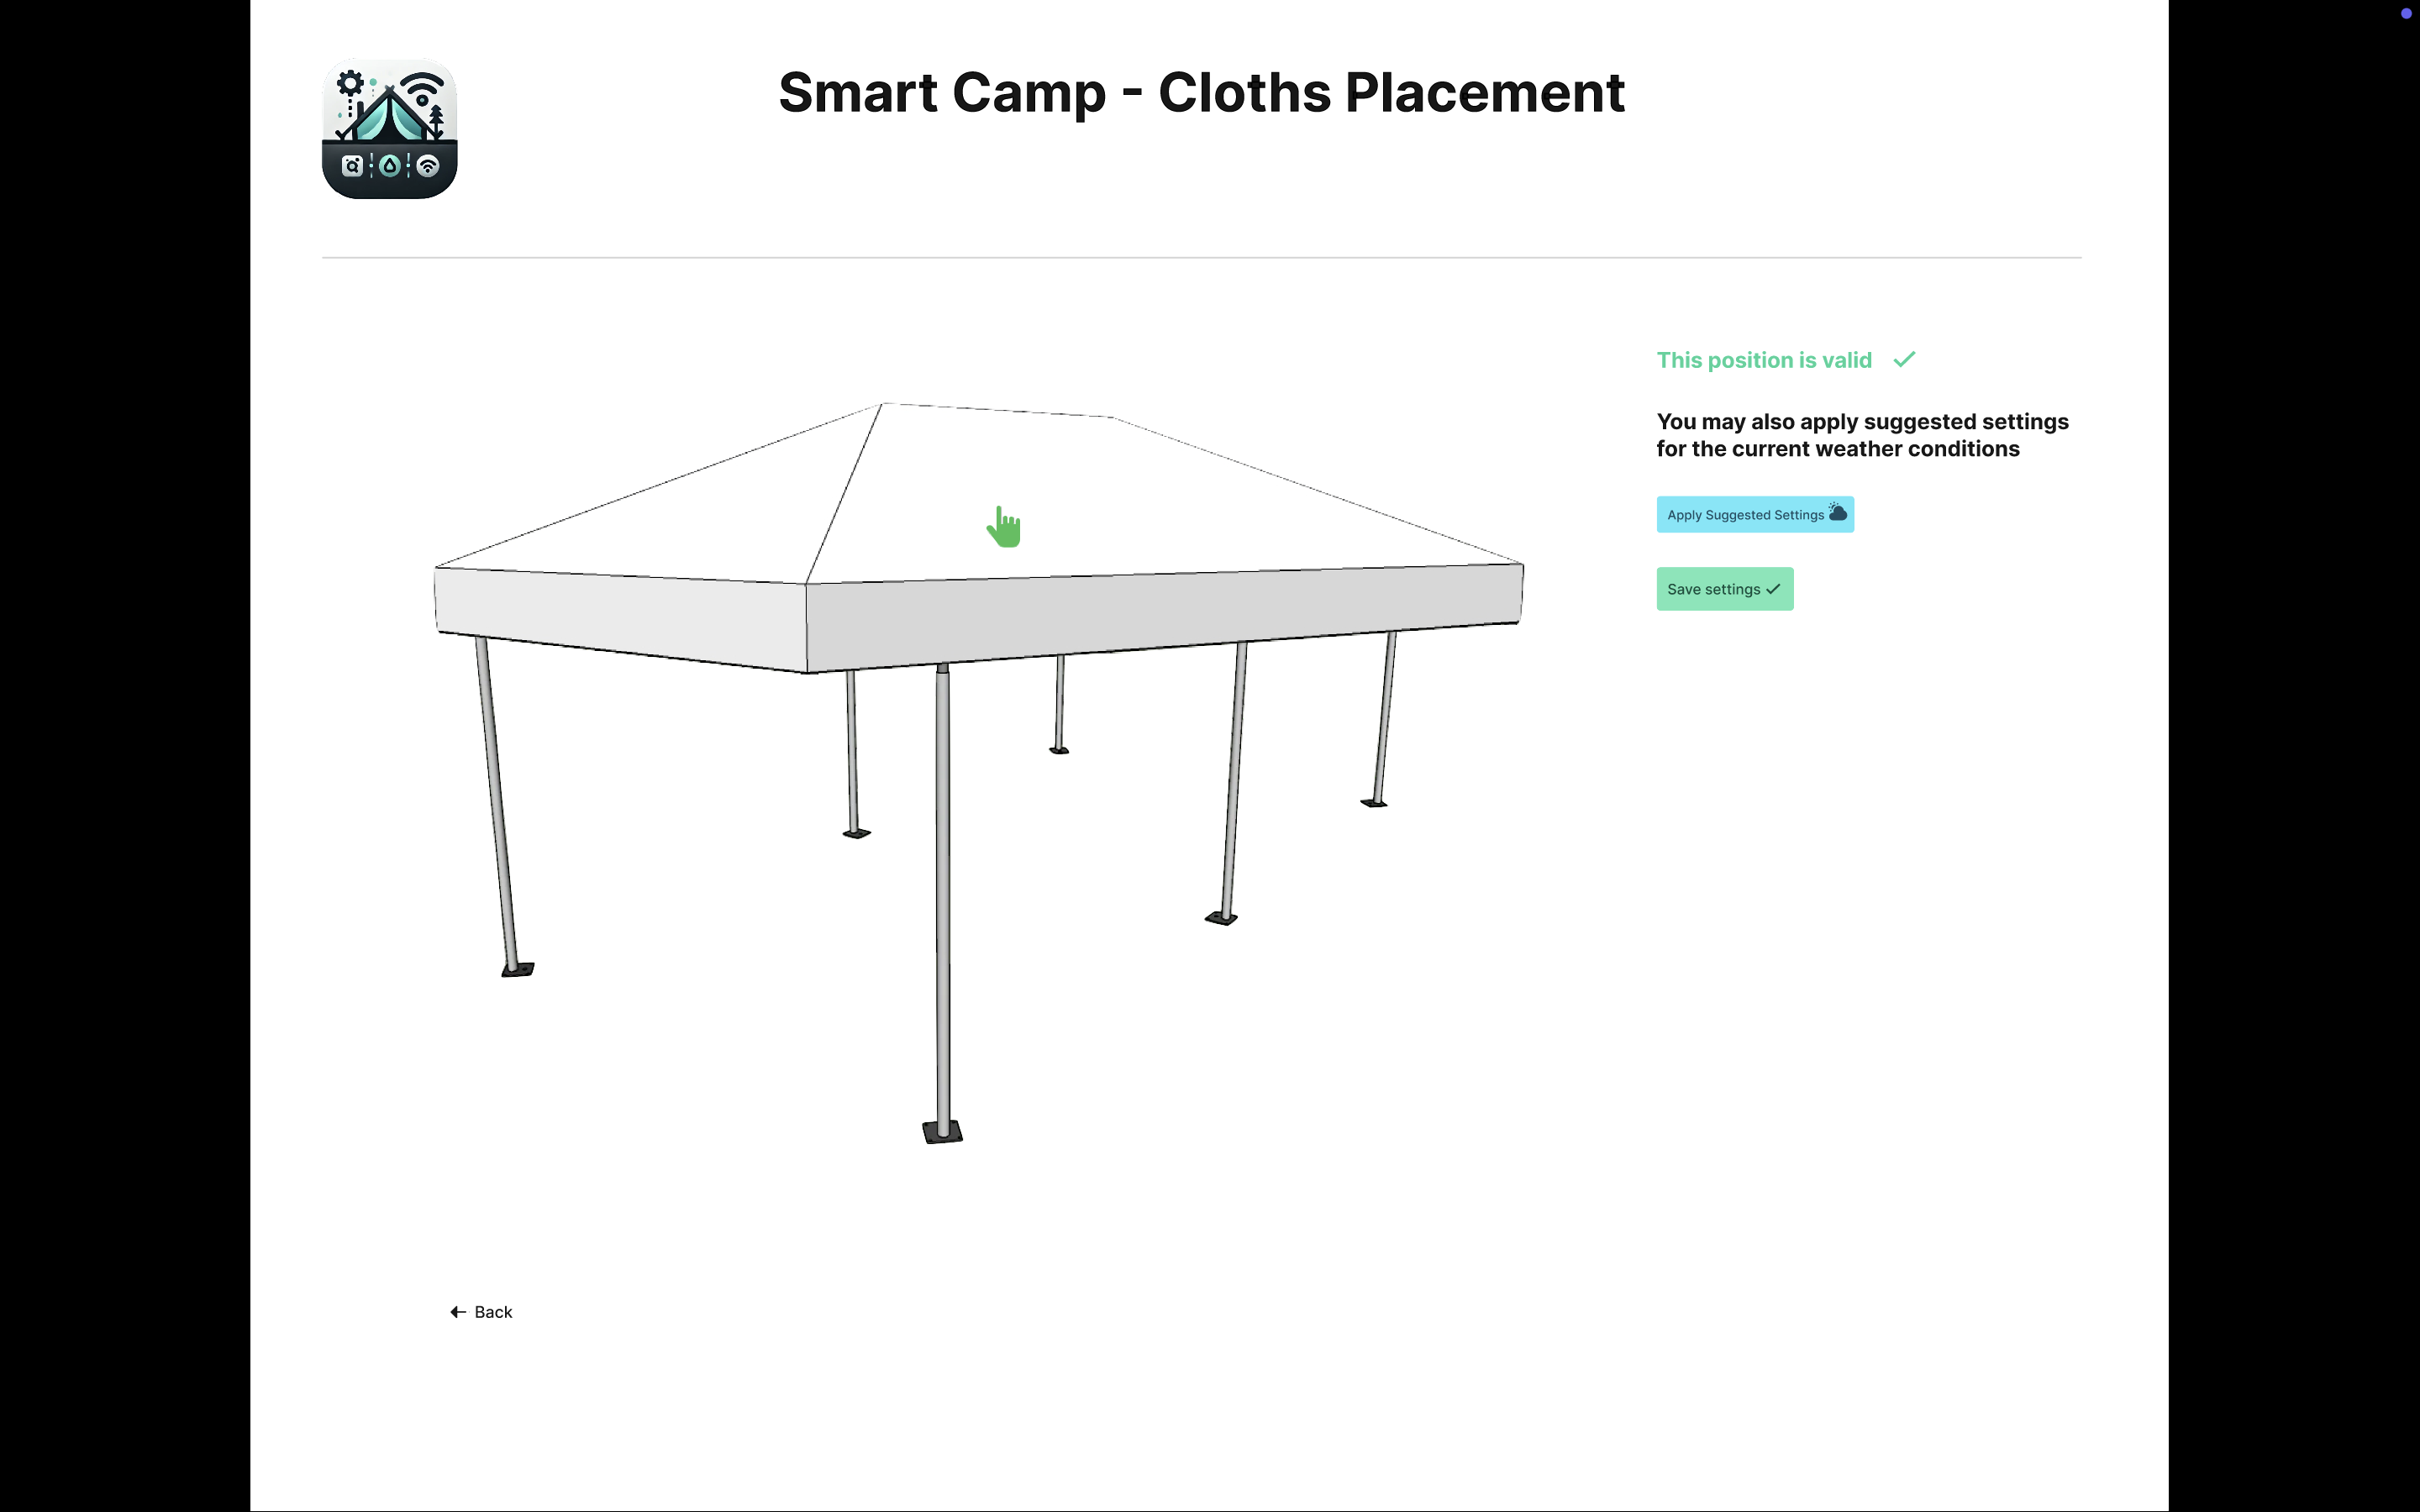 Smart Camp - Cloths Placement
This position is valid
You may also apply suggested settings
for the current weather conditions
Apply Suggested Settings
Save settings
Back